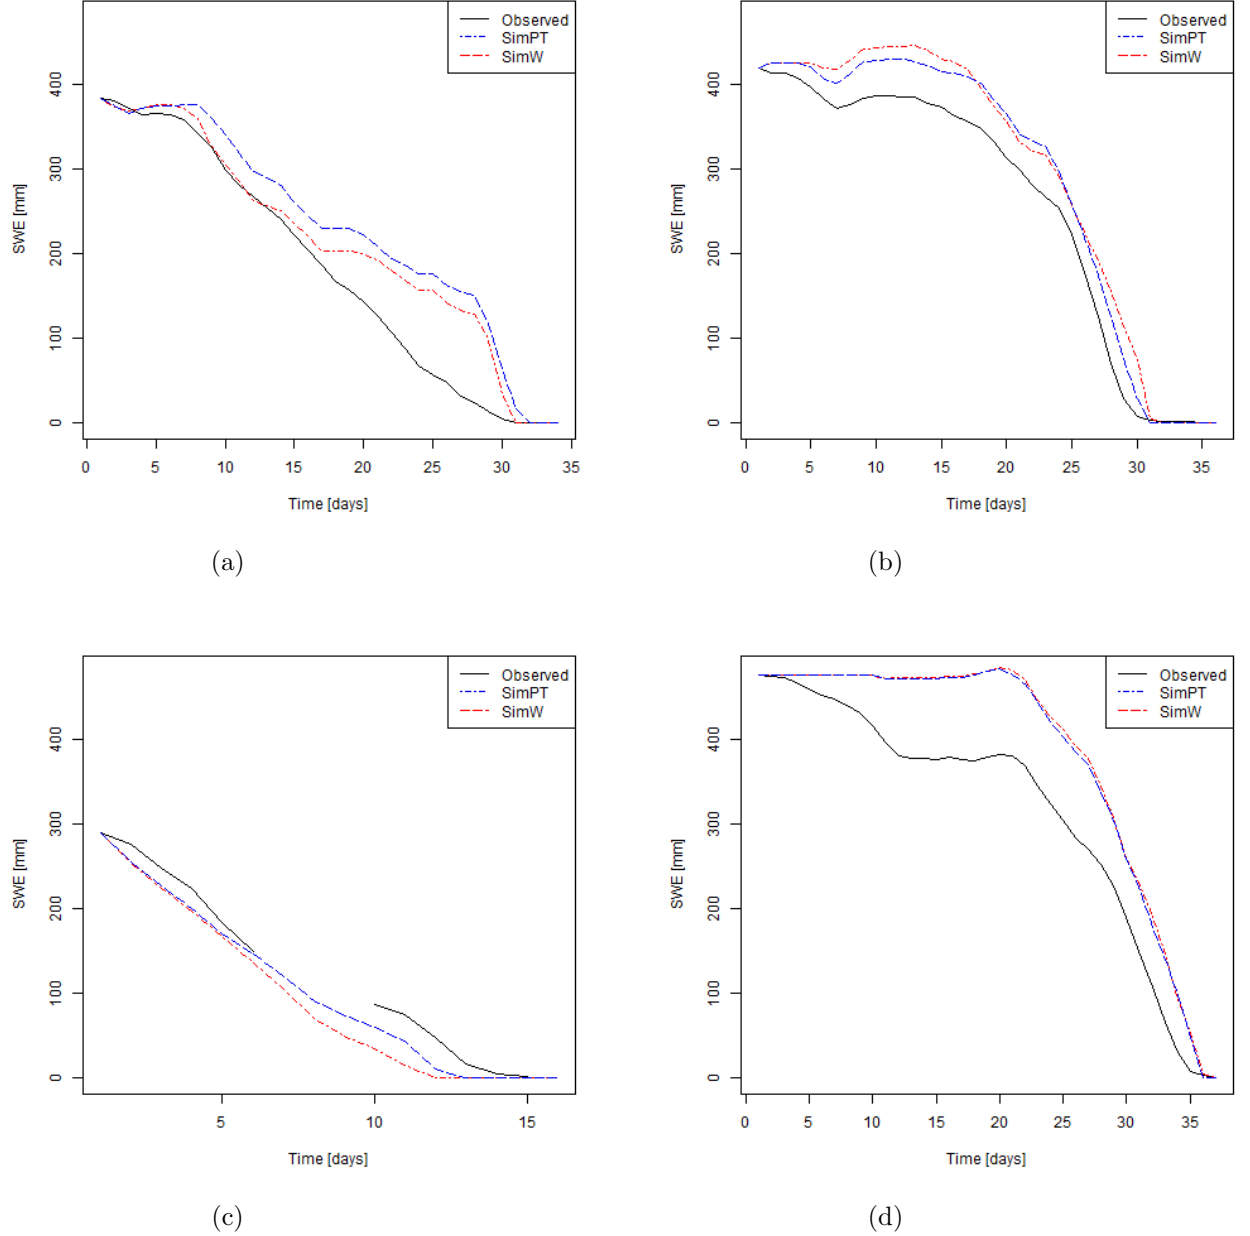 Observed
SimPT
SimW
SWE [mm]
400
300
200
100
0
0 5 10 15 20 25 30 35
Time [days]
(a)
Observed
SimPT
SimW
SWE [mm]
400
300
200
100
0
0 5 10 15 20 25 30 35
Time [days]
(b)
Observed
SimPT
SimW
SWE [mm]
400
300
200
100
0
5 10 15
Time [days]
(c)
Observed
SimPT
SimW
SWE [mm]
400
300
200
100
0
0 5 10 15 20 25 30 35
Time [days]
(d)